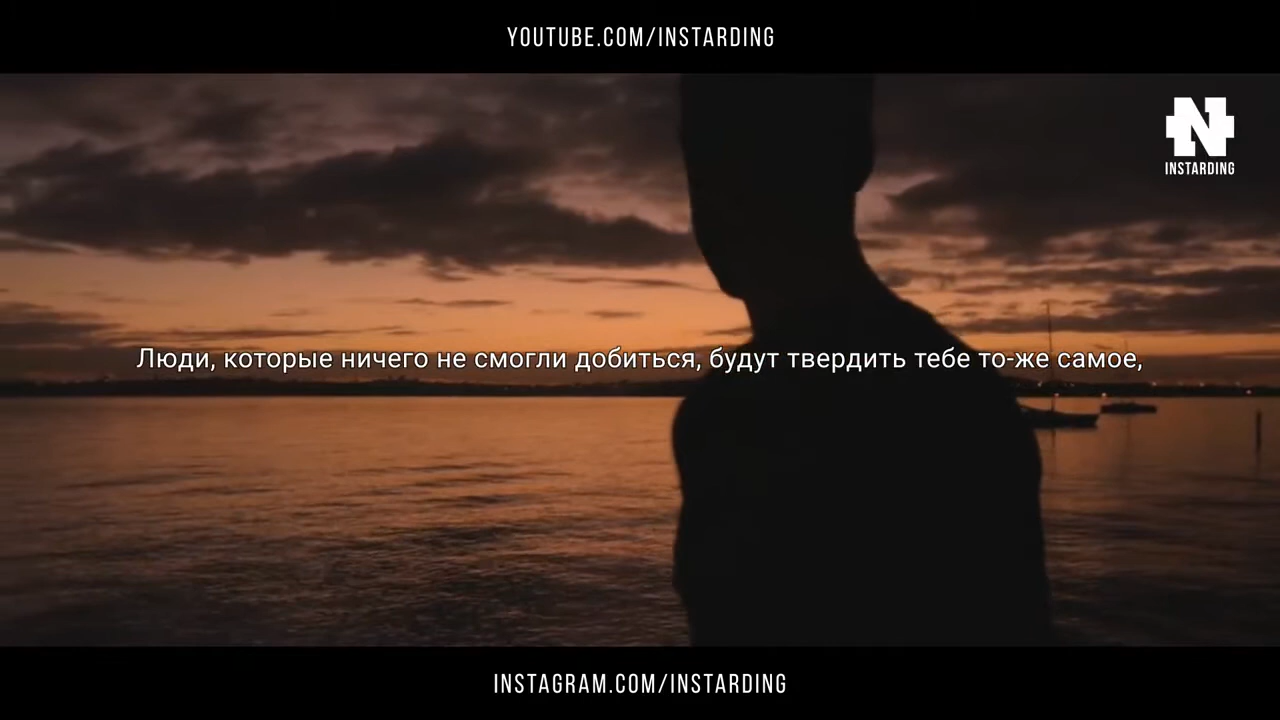 YOUTUBE.COM/INSTARDING
N
INSTARDING
Люди, которые ничего не смогли добиться, будут твердить тебе то-же самое,
INSTAGRAM.COM/INSTARDING